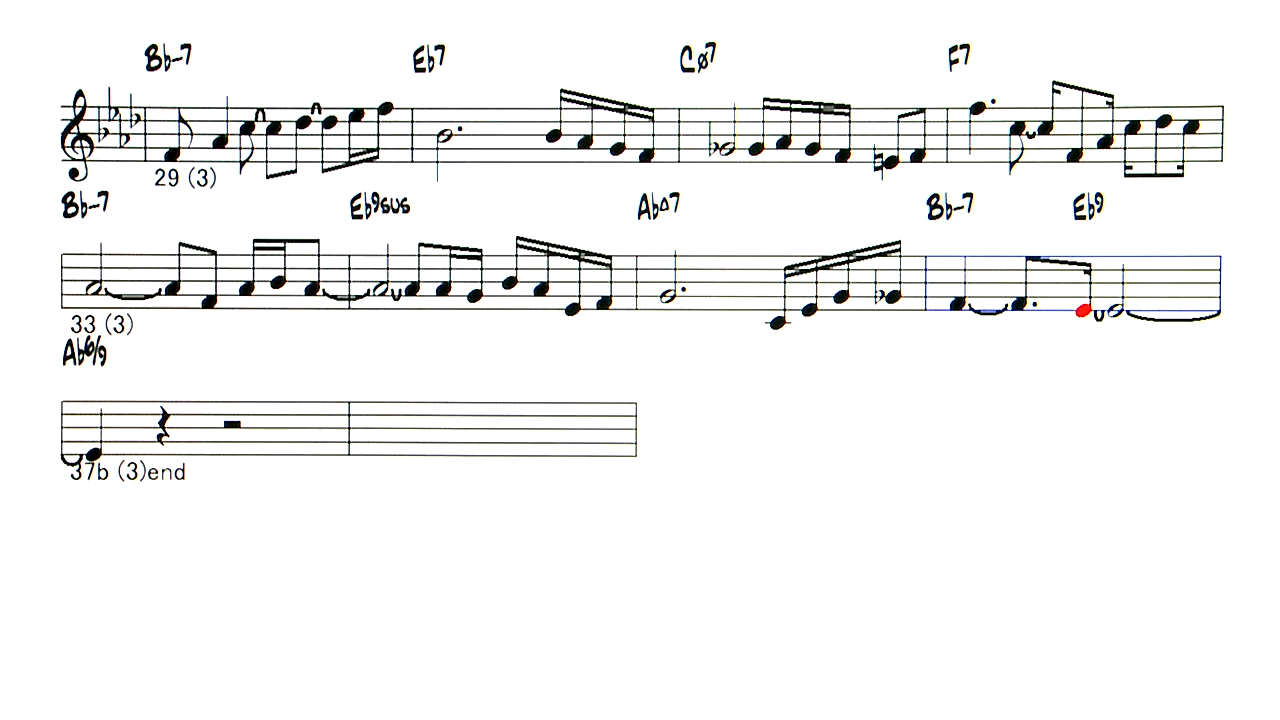 Bb-7 Eb7 Cø7 F7
29 (3)
Bb-7 Eb9sus Ab△7 Bb-7 Eb9
33 (3)
Ab6/9
37b (3)end